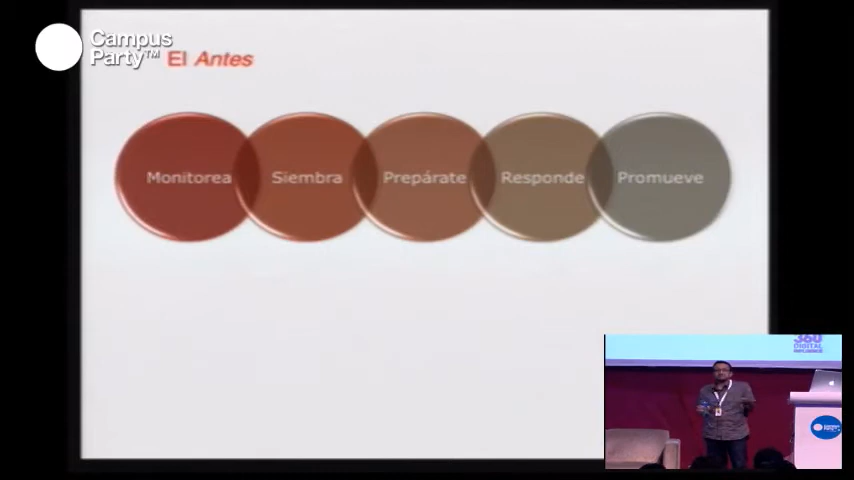 Campus
Party™
El Antes
Monitorea
Siembra
Prepárate
Responde
Promueve
360
DIGITAL
INFLUENCE